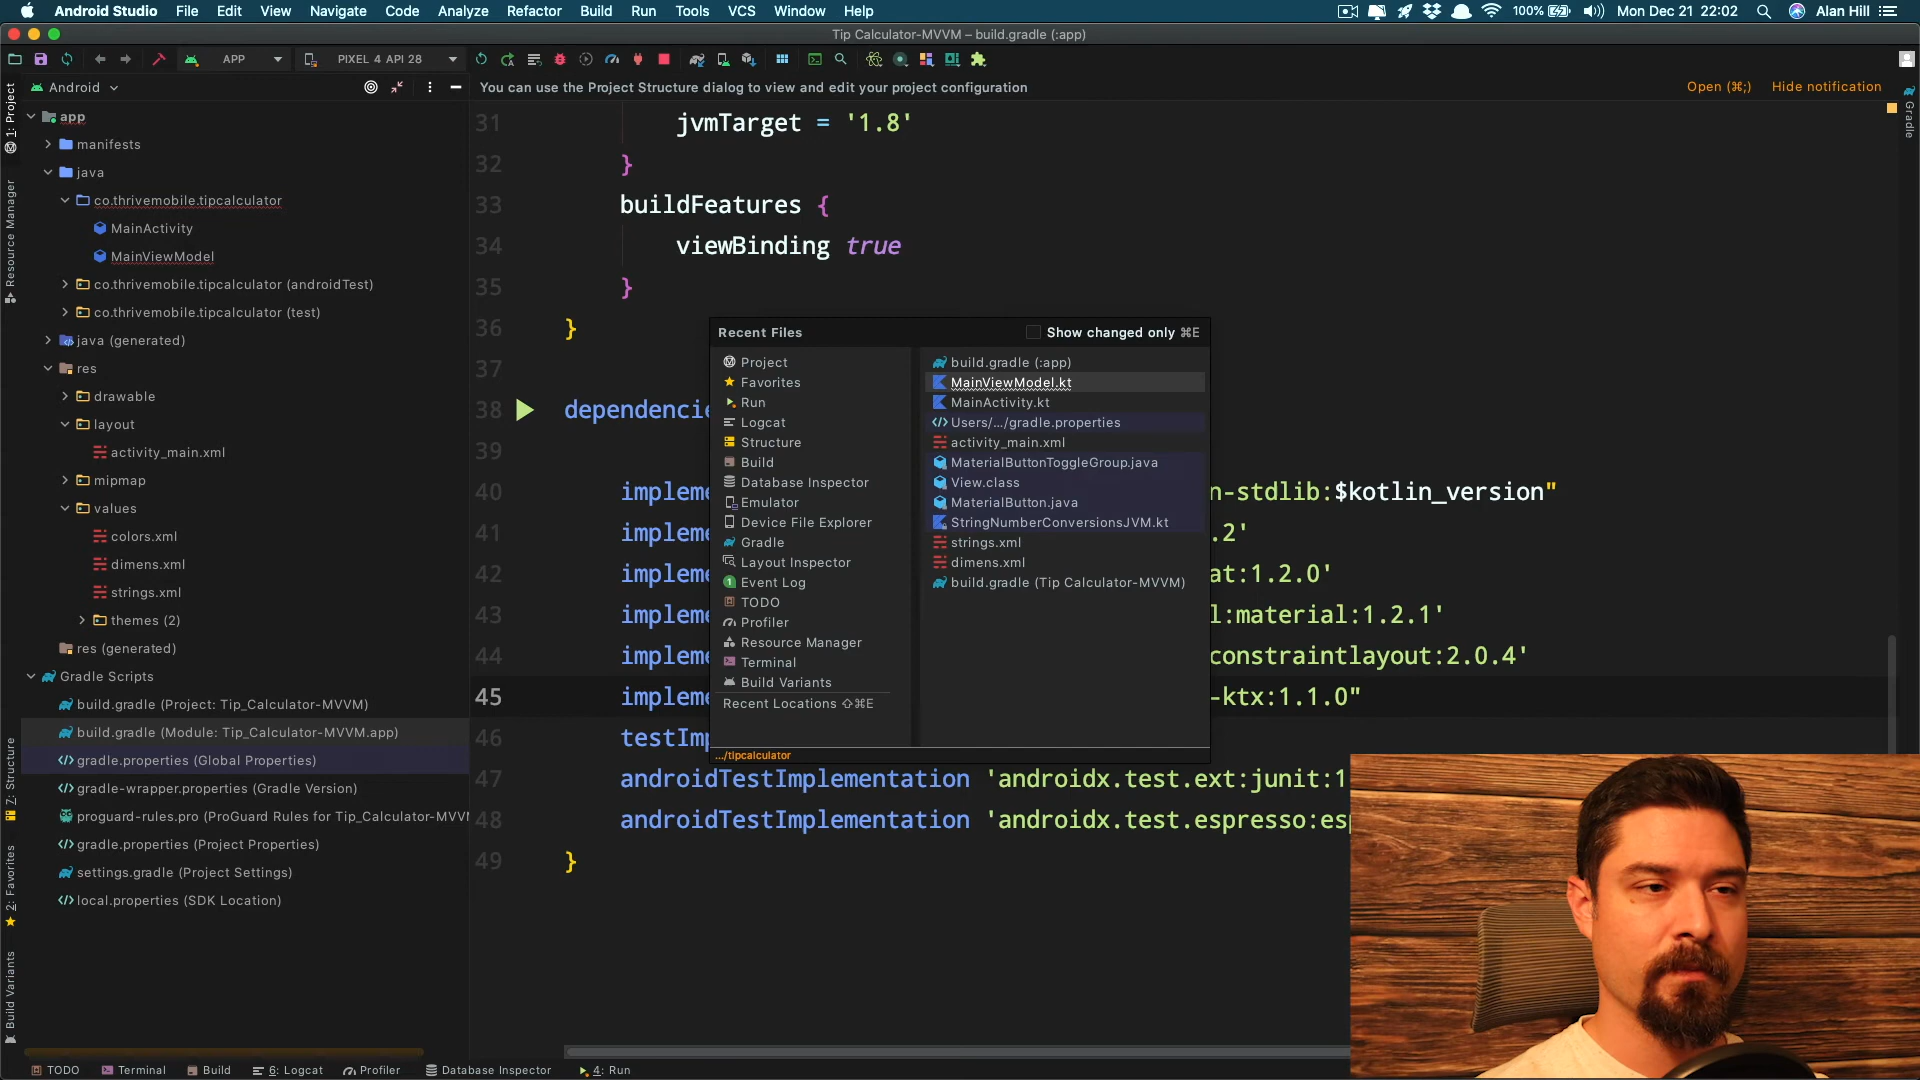 Android Studio File Edit View Navigate Code Analyze Refactor Build Run Tools VCS Window Help 100% Mon Dec 21 22:02 Alan Hill
Tip Calculator-MVVM – build.gradle (:app)
APP PIXEL 4 API 28
Android
You can use the Project Structure dialog to view and edit your project configuration Open (⌘;) Hide notification
1: Project
Resource Manager
Z: Structure
2: Favorites
Build Variants
Gradle
app
manifests
java
co.thrivemobile.tipcalculator
MainActivity
MainViewModel
co.thrivemobile.tipcalculator (androidTest)
co.thrivemobile.tipcalculator (test)
java (generated)
res
drawable
layout
activity_main.xml
mipmap
values
colors.xml
dimens.xml
strings.xml
themes (2)
res (generated)
Gradle Scripts
build.gradle (Project: Tip_Calculator-MVVM)
build.gradle (Module: Tip_Calculator-MVVM.app)
gradle.properties (Global Properties)
gradle-wrapper.properties (Gradle Version)
proguard-rules.pro (ProGuard Rules for Tip_Calculator-MVVM
gradle.properties (Project Properties)
settings.gradle (Project Settings)
local.properties (SDK Location)
31 jvmTarget = '1.8'
32 }
33 buildFeatures {
34 viewBinding true
35 }
36 }
37
38 dependencie
39
40 impleme n-stdlib:$kotlin_version"
41 impleme .2'
42 impleme at:1.2.0'
43 impleme l:material:1.2.1'
44 impleme constraintlayout:2.0.4'
45 impleme -ktx:1.1.0"
46 testImp
47 androidTestImplementation 'androidx.test.ext:junit:1
48 androidTestImplementation 'androidx.test.espresso:esp
49 }
Recent Files Show changed only ⌘E
Project
Favorites
Run
Logcat
Structure
Build
Database Inspector
Emulator
Device File Explorer
Gradle
Layout Inspector
Event Log
TODO
Profiler
Resource Manager
Terminal
Build Variants
Recent Locations ⇧⌘E
build.gradle (:app)
MainViewModel.kt
MainActivity.kt
Users/.../gradle.properties
activity_main.xml
MaterialButtonToggleGroup.java
View.class
MaterialButton.java
StringNumberConversionsJVM.kt
strings.xml
dimens.xml
build.gradle (Tip Calculator-MVVM)
.../tipcalculator
TODO Terminal Build 6: Logcat Profiler Database Inspector 4: Run